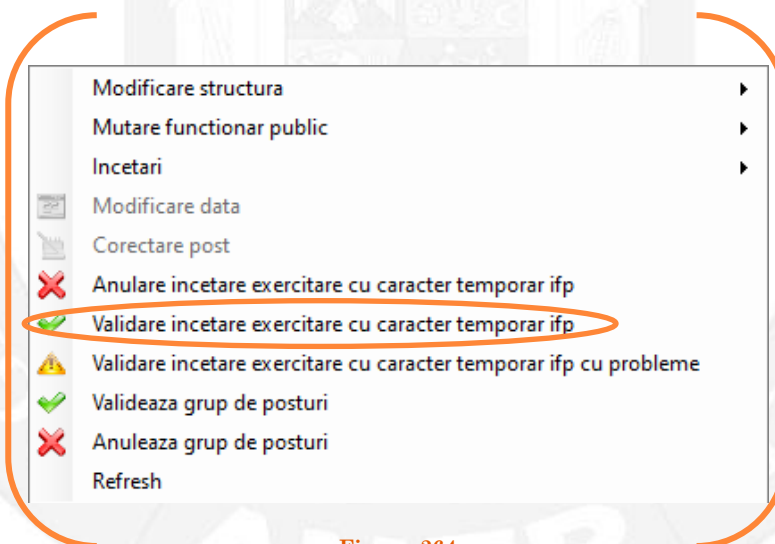 Modificare structura
Mutare functionar public
Incetari
Modificare data
Corectare post
Anulare incetare exercitare cu caracter temporar ifp
Validare incetare exercitare cu caracter temporar ifp
Validare incetare exercitare cu caracter temporar ifp cu probleme
Valideaza grup de posturi
Anuleaza grup de posturi
Refresh